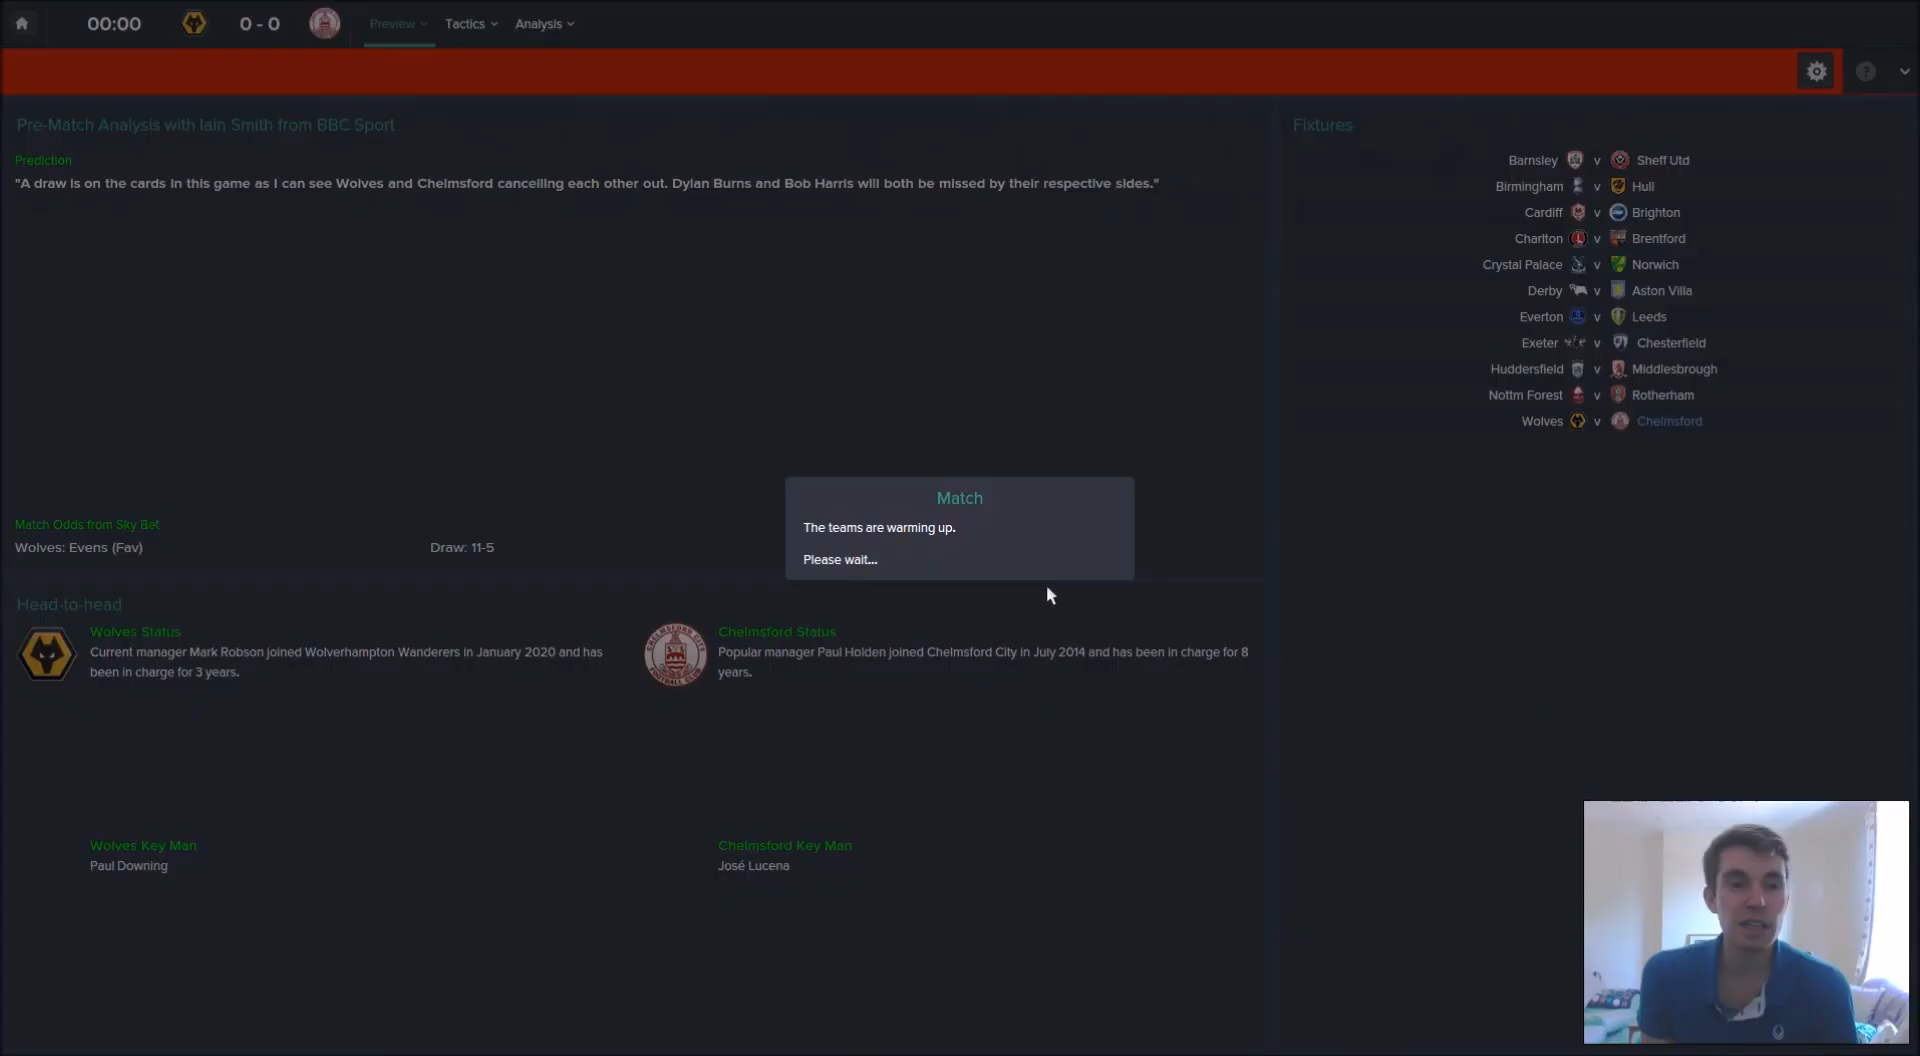 00:00 0 - 0 Preview Tactics Analysis
Pre-Match Analysis with Iain Smith from BBC Sport
Prediction
"A draw is on the cards in this game as I can see Wolves and Chelmsford cancelling each other out. Dylan Burns and Bob Harris will both be missed by their respective sides."
Match Odds from Sky Bet
Wolves: Evens (Fav) Draw: 11-5
Match
The teams are warming up.
Please wait...
Head-to-head
Wolves Status
Current manager Mark Robson joined Wolverhampton Wanderers in January 2020 and has
been in charge for 3 years.
Wolves Key Man
Paul Downing
CHELMSFORD CITY
FOOTBALL CLUB
Chelmsford Status
Popular manager Paul Holden joined Chelmsford City in July 2014 and has been in charge for 8
years.
Chelmsford Key Man
José Lucena
Fixtures
Barnsley v Sheff Utd
Birmingham v Hull
Cardiff v Brighton
Charlton v Brentford
Crystal Palace v Norwich
Derby v Aston Villa
Everton v Leeds
Exeter v Chesterfield
Huddersfield v Middlesbrough
Nottm Forest v Rotherham
Wolves v Chelmsford